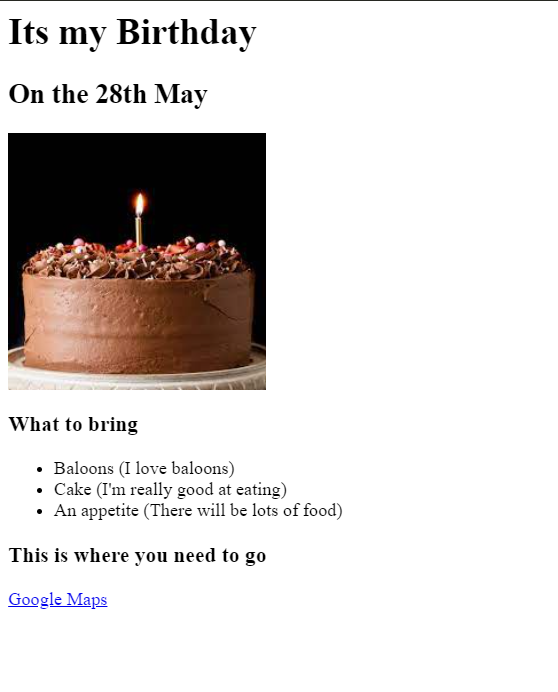 Its my Birthday
On the 28th May
What to bring
Baloons (I love baloons)
Cake (I'm really good at eating)
An appetite (There will be lots of food)
This is where you need to go
Google Maps